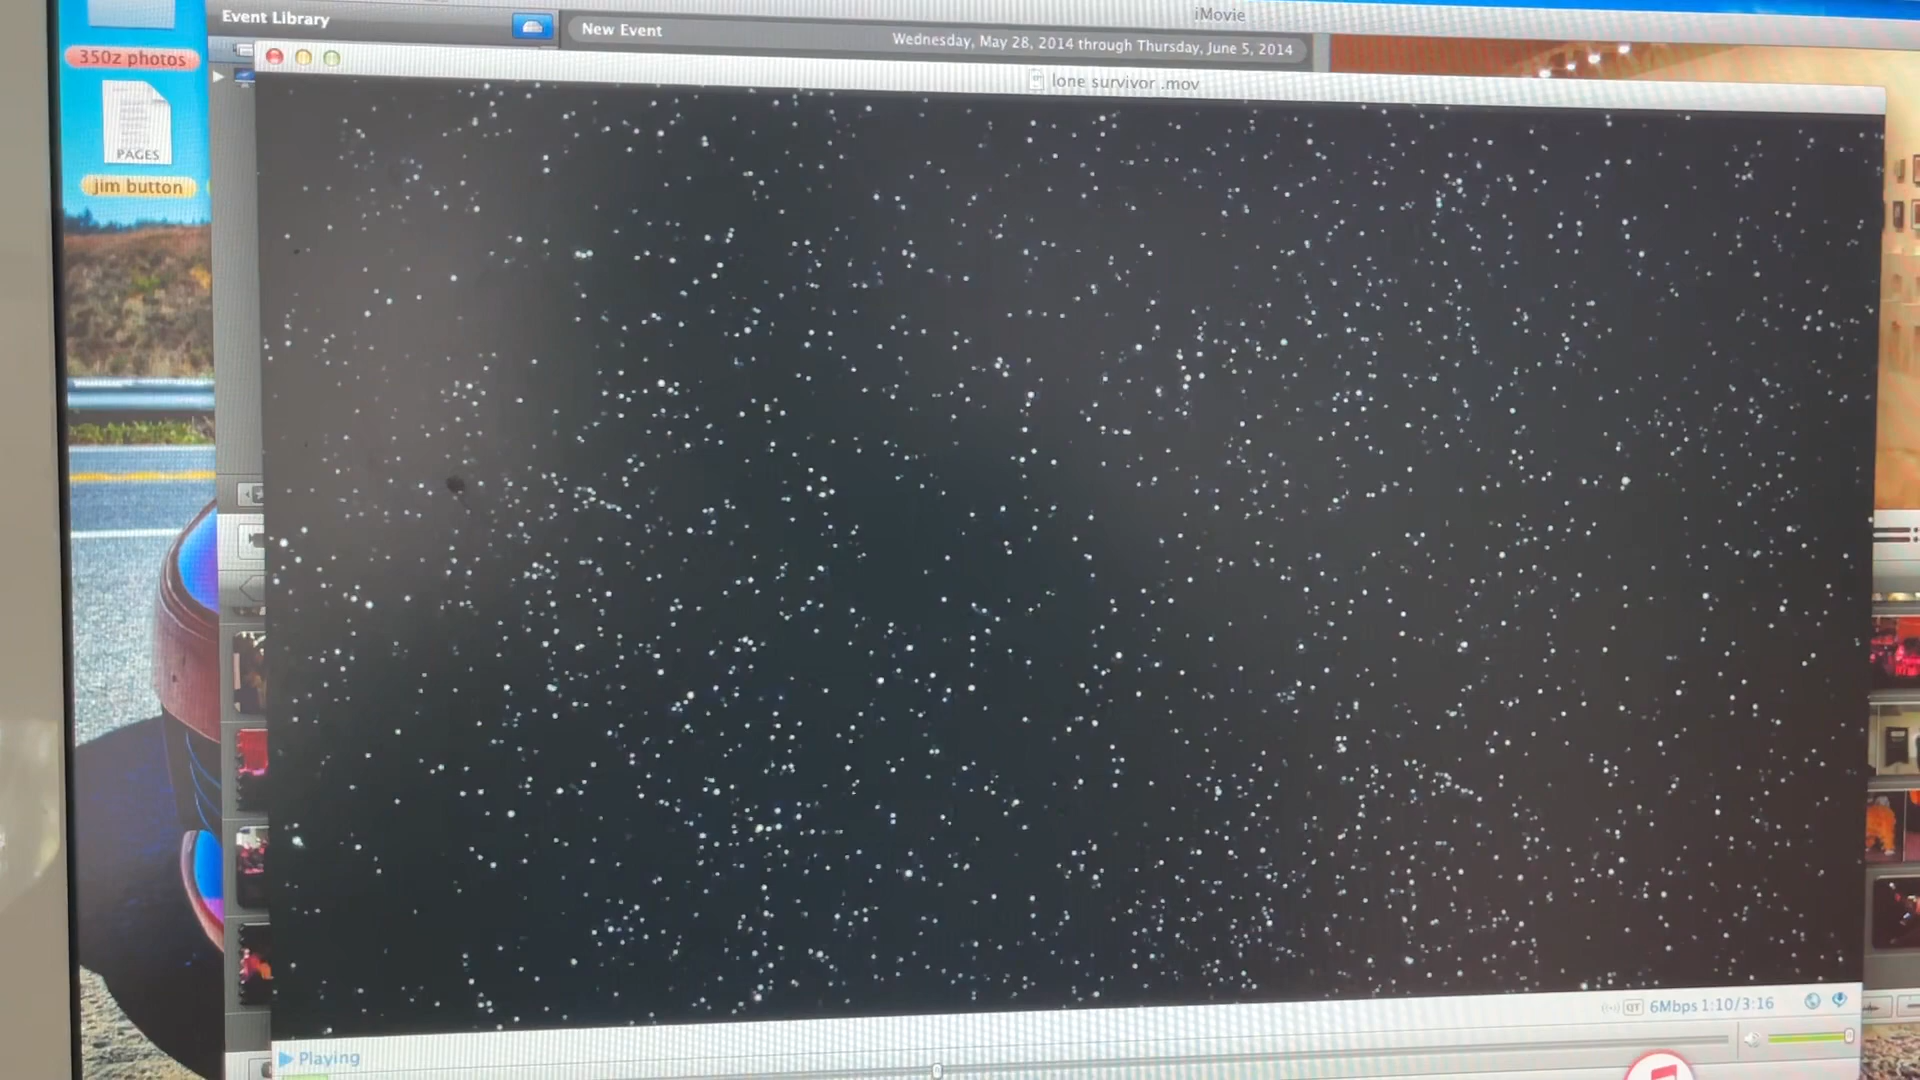 Event Library
iMovie
New Event
Wednesday, May 28, 2014 through Thursday, June 5, 2014
350z photos
lone survivor .mov
PAGES
jim button
QT 6Mbps 1:10/3:16
Playing